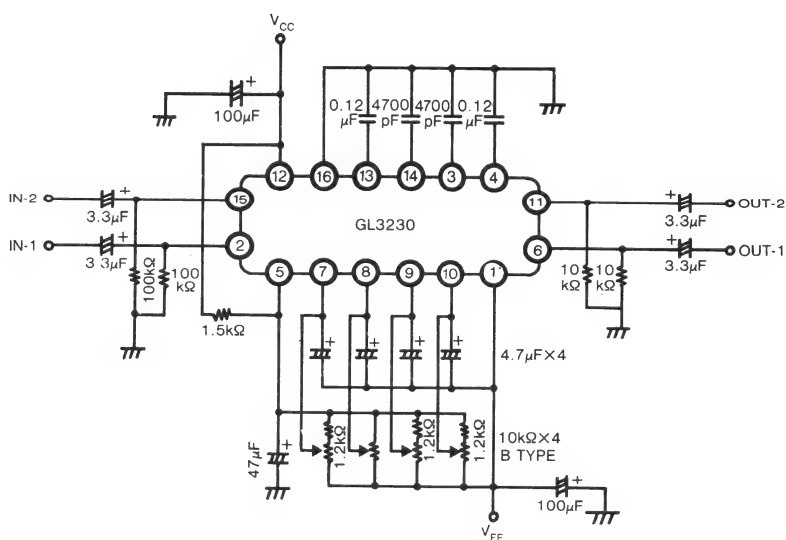 VCC
+
100μF
0.12
μF
4700
pF
4700
pF
0.12
μF
12
16
13
14
3
4
IN-2
+
3.3μF
15
GL3230
11
+
3.3μF
OUT-2
IN-1
+
3.3μF
2
6
+
3.3μF
OUT-1
100kΩ
100
kΩ
10
kΩ
10
kΩ
5
7
8
9
10
1
1.5kΩ
+
+
+
+
4.7μF×4
47μF
+
1.2kΩ
1.2kΩ
1.2kΩ
10kΩ×4
B TYPE
+
100μF
VEE